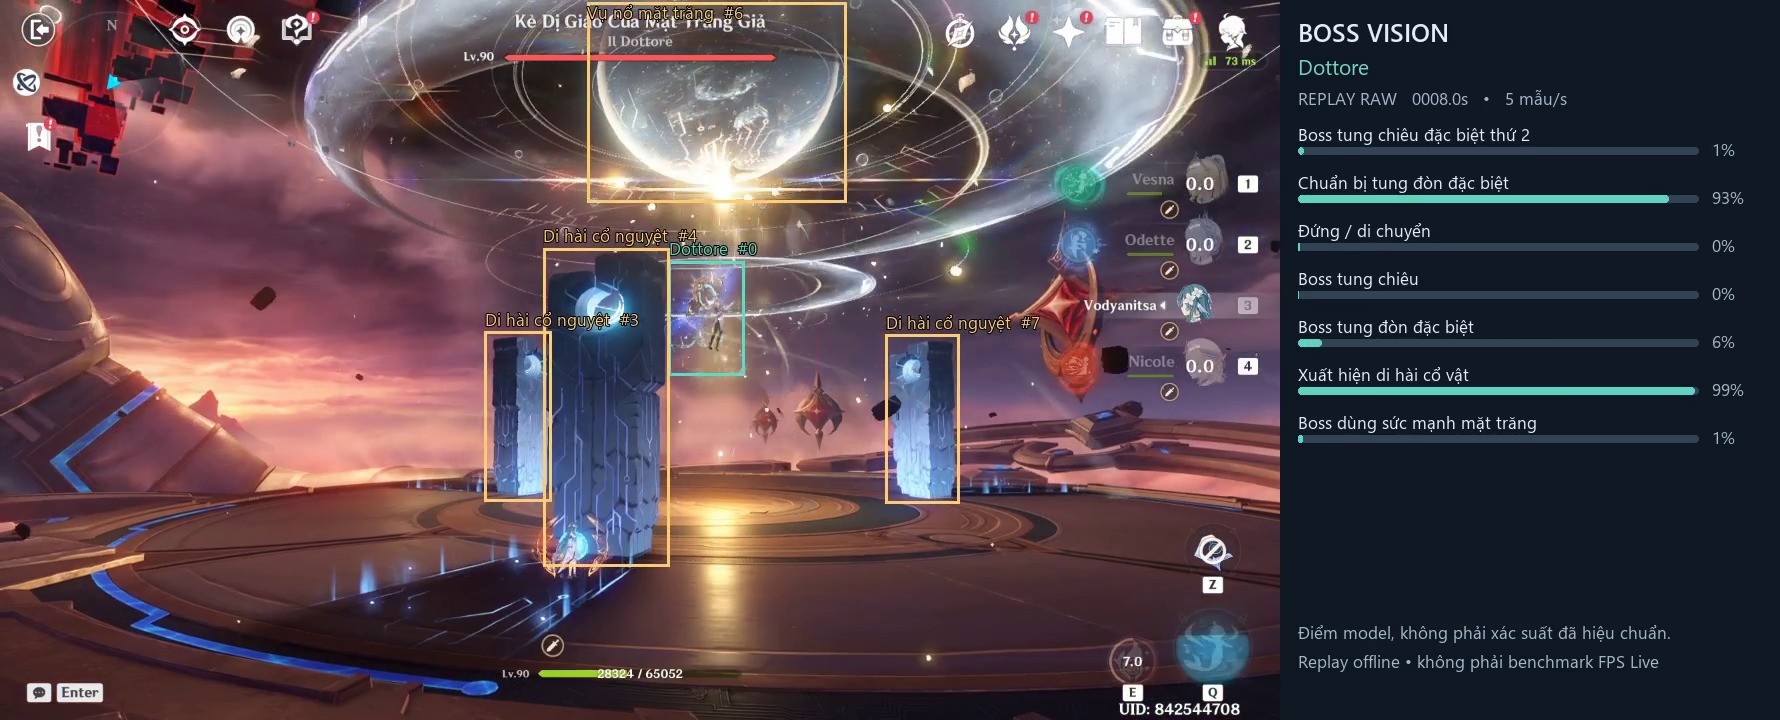 N
Vụ nổ mặt trăng #6
Kẻ Dị Giáo Của Mặt Trăng Giả
Il Dottore
Lv.90
73 ms
Vesna
0.0
1
Odette
0.0
2
Vodyanitsa
3
Nicole
0.0
4
Di hài cổ nguyệt #4
Dottore #0
Di hài cổ nguyệt #3
Di hài cổ nguyệt #7
Z
7.0
E
Q
Lv.90
28324 / 65052
Enter
UID: 842544708
BOSS VISION
Dottore
REPLAY RAW 0008.0s • 5 mẫu/s
Boss tung chiêu đặc biệt thứ 2
1%
Chuẩn bị tung đòn đặc biệt
93%
Đứng / di chuyển
0%
Boss tung chiêu
0%
Boss tung đòn đặc biệt
6%
Xuất hiện di hài cổ vật
99%
Boss dùng sức mạnh mặt trăng
1%
Điểm model, không phải xác suất đã hiệu chuẩn.
Replay offline • không phải benchmark FPS Live